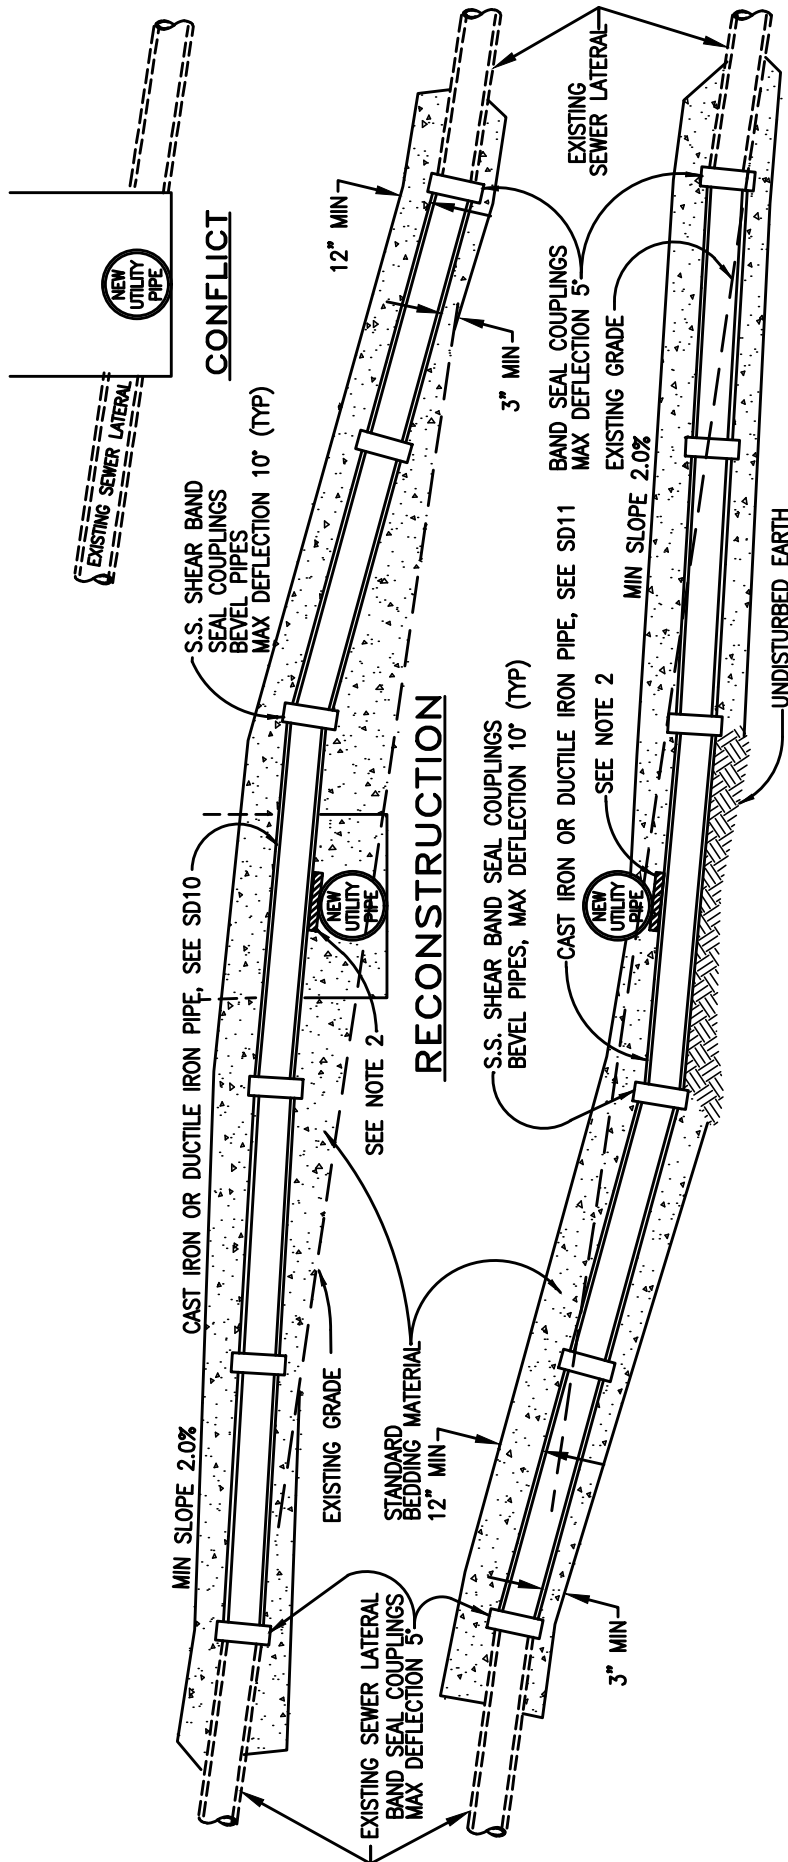 EXISTING SEWER LATERAL
NEW
UTILITY
PIPE
CONFLICT
MIN SLOPE 2.0%
CAST IRON OR DUCTILE IRON PIPE, SEE SD10
S.S. SHEAR BAND
SEAL COUPLINGS
BEVEL PIPES
MAX DEFLECTION 10° (TYP)
12" MIN
NEW
UTILITY
PIPE
EXISTING GRADE
SEE NOTE 2
3" MIN
RECONSTRUCTION
EXISTING SEWER LATERAL
BAND SEAL COUPLINGS
MAX DEFLECTION 5°
STANDARD
BEDDING MATERIAL
12" MIN
S.S. SHEAR BAND SEAL COUPLINGS
BEVEL PIPES, MAX DEFLECTION 10° (TYP)
CAST IRON OR DUCTILE IRON PIPE, SEE SD11
SEE NOTE 2
BAND SEAL COUPLINGS
MAX DEFLECTION 5°
EXISTING GRADE
MIN SLOPE 2.0%
EXISTING
SEWER LATERAL
NEW
UTILITY
PIPE
3" MIN
UNDISTURBED EARTH